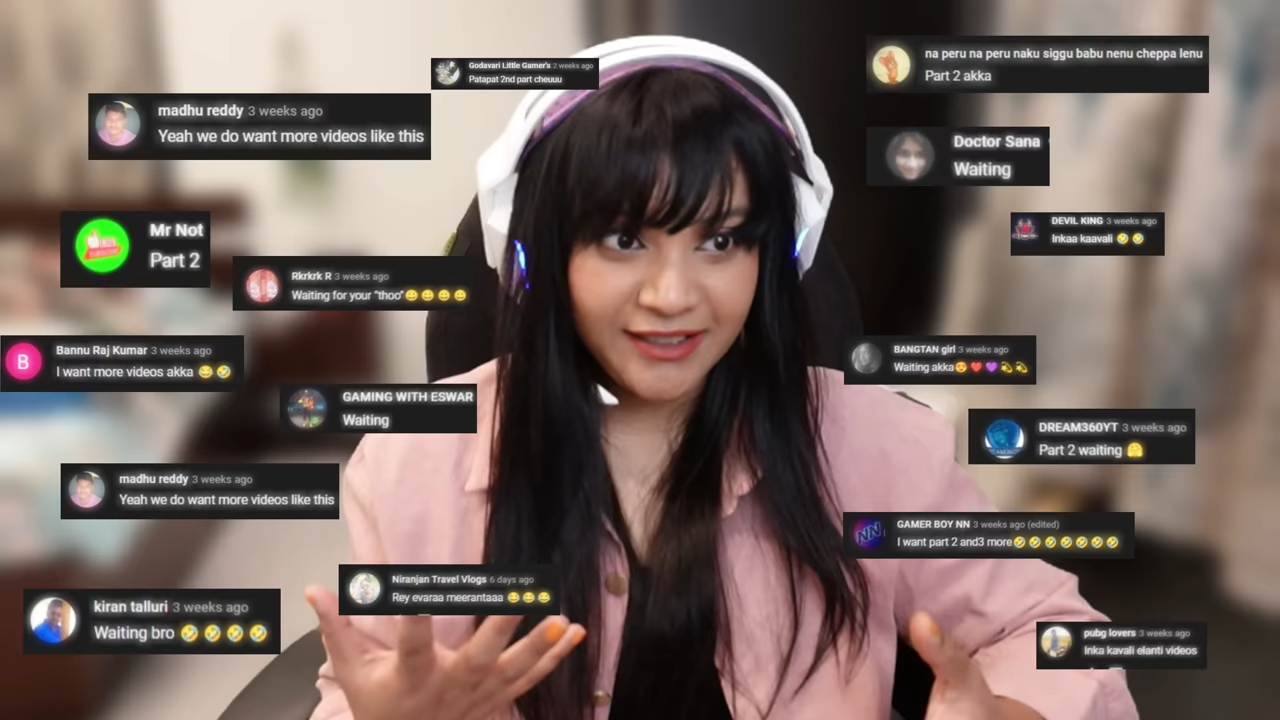 Godavari Little Gamer's 2 weeks ago
Patapat 2nd part cheuuu
na peru na peru naku siggu babu nenu cheppa lenu
Part 2 akka
madhu reddy 3 weeks ago
Yeah we do want more videos like this
Doctor Sana
Waiting
Mr Not
Part 2
DEVIL KING 3 weeks ago
Inkaa kaavali 🤣 🤣
Rkrkrk R 3 weeks ago
Waiting for your "thoo"😄 😄 😄 😄
Bannu Raj Kumar 3 weeks ago
I want more videos akka 😂 🤣
B
BANGTAN girl 3 weeks ago
Waiting akka☺️ ❤️ 💜 💫 💫
GAMING WITH ESWAR
Waiting
DREAM360YT 3 weeks ago
Part 2 waiting 🤗
madhu reddy 3 weeks ago
Yeah we do want more videos like this
GAMER BOY NN 3 weeks ago (edited)
I want part 2 and3 more🤣 🤣 🤣 🤣 🤣 🤣 🤣
NN
Niranjan Travel Vlogs 6 days ago
Rey evaraa meerantaaa 😂 😂 😂
kiran talluri 3 weeks ago
Waiting bro 🤣 🤣 🤣 🤣
pubg lovers 3 weeks ago
Inka kavali elanti videos